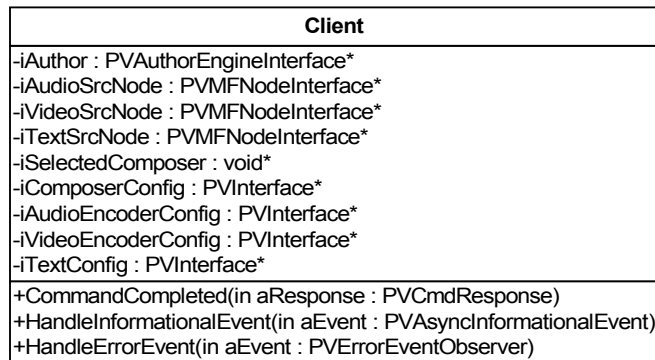 Client
-iAuthor : PVAuthorEngineInterface*
-iAudioSrcNode : PVMFNodeInterface*
-iVideoSrcNode : PVMFNodeInterface*
-iTextSrcNode : PVMFNodeInterface*
-iSelectedComposer : void*
-iComposerConfig : PVInterface*
-iAudioEncoderConfig : PVInterface*
-iVideoEncoderConfig : PVInterface*
-iTextConfig : PVInterface*
+CommandCompleted(in aResponse : PVCmdResponse)
+HandleInformationalEvent(in aEvent : PVAsyncInformationalEvent)
+HandleErrorEvent(in aEvent : PVErrorEventObserver)